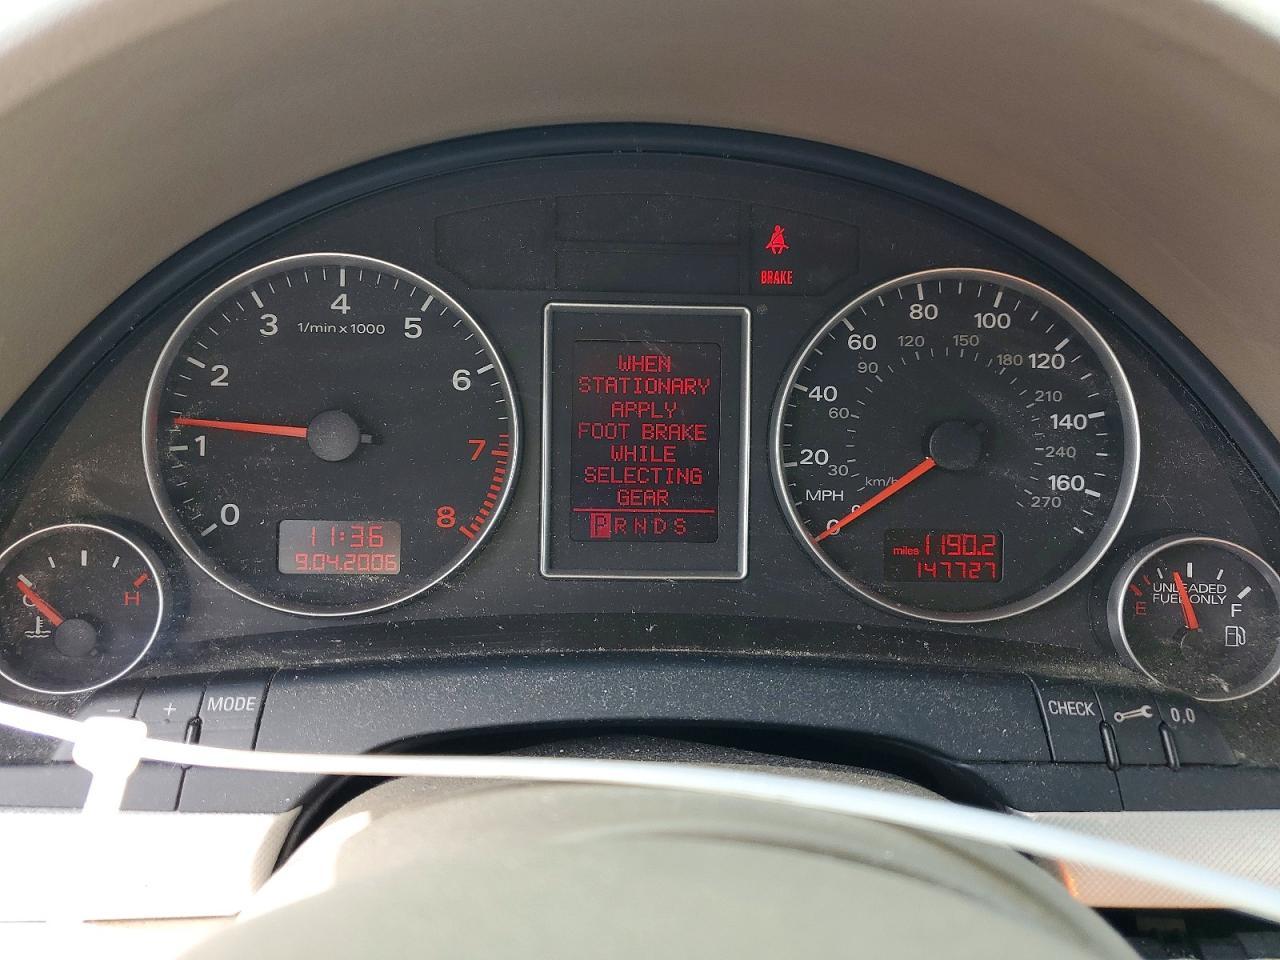 BRAKE
0
1
2
3
4
5
6
7
8
1/min x 1000
11:36
9.04.2006
WHEN
STATIONARY
APPLY
FOOT BRAKE
WHILE
SELECTING
GEAR
PRNDS
0
20
40
60
80
100
120
140
160
MPH
0
30
60
90
120
150
180
210
240
270
km/h
miles 1190.2
147727
H
UNLEADED
FUEL ONLY
E
F
-
+
MODE
CHECK
0.0